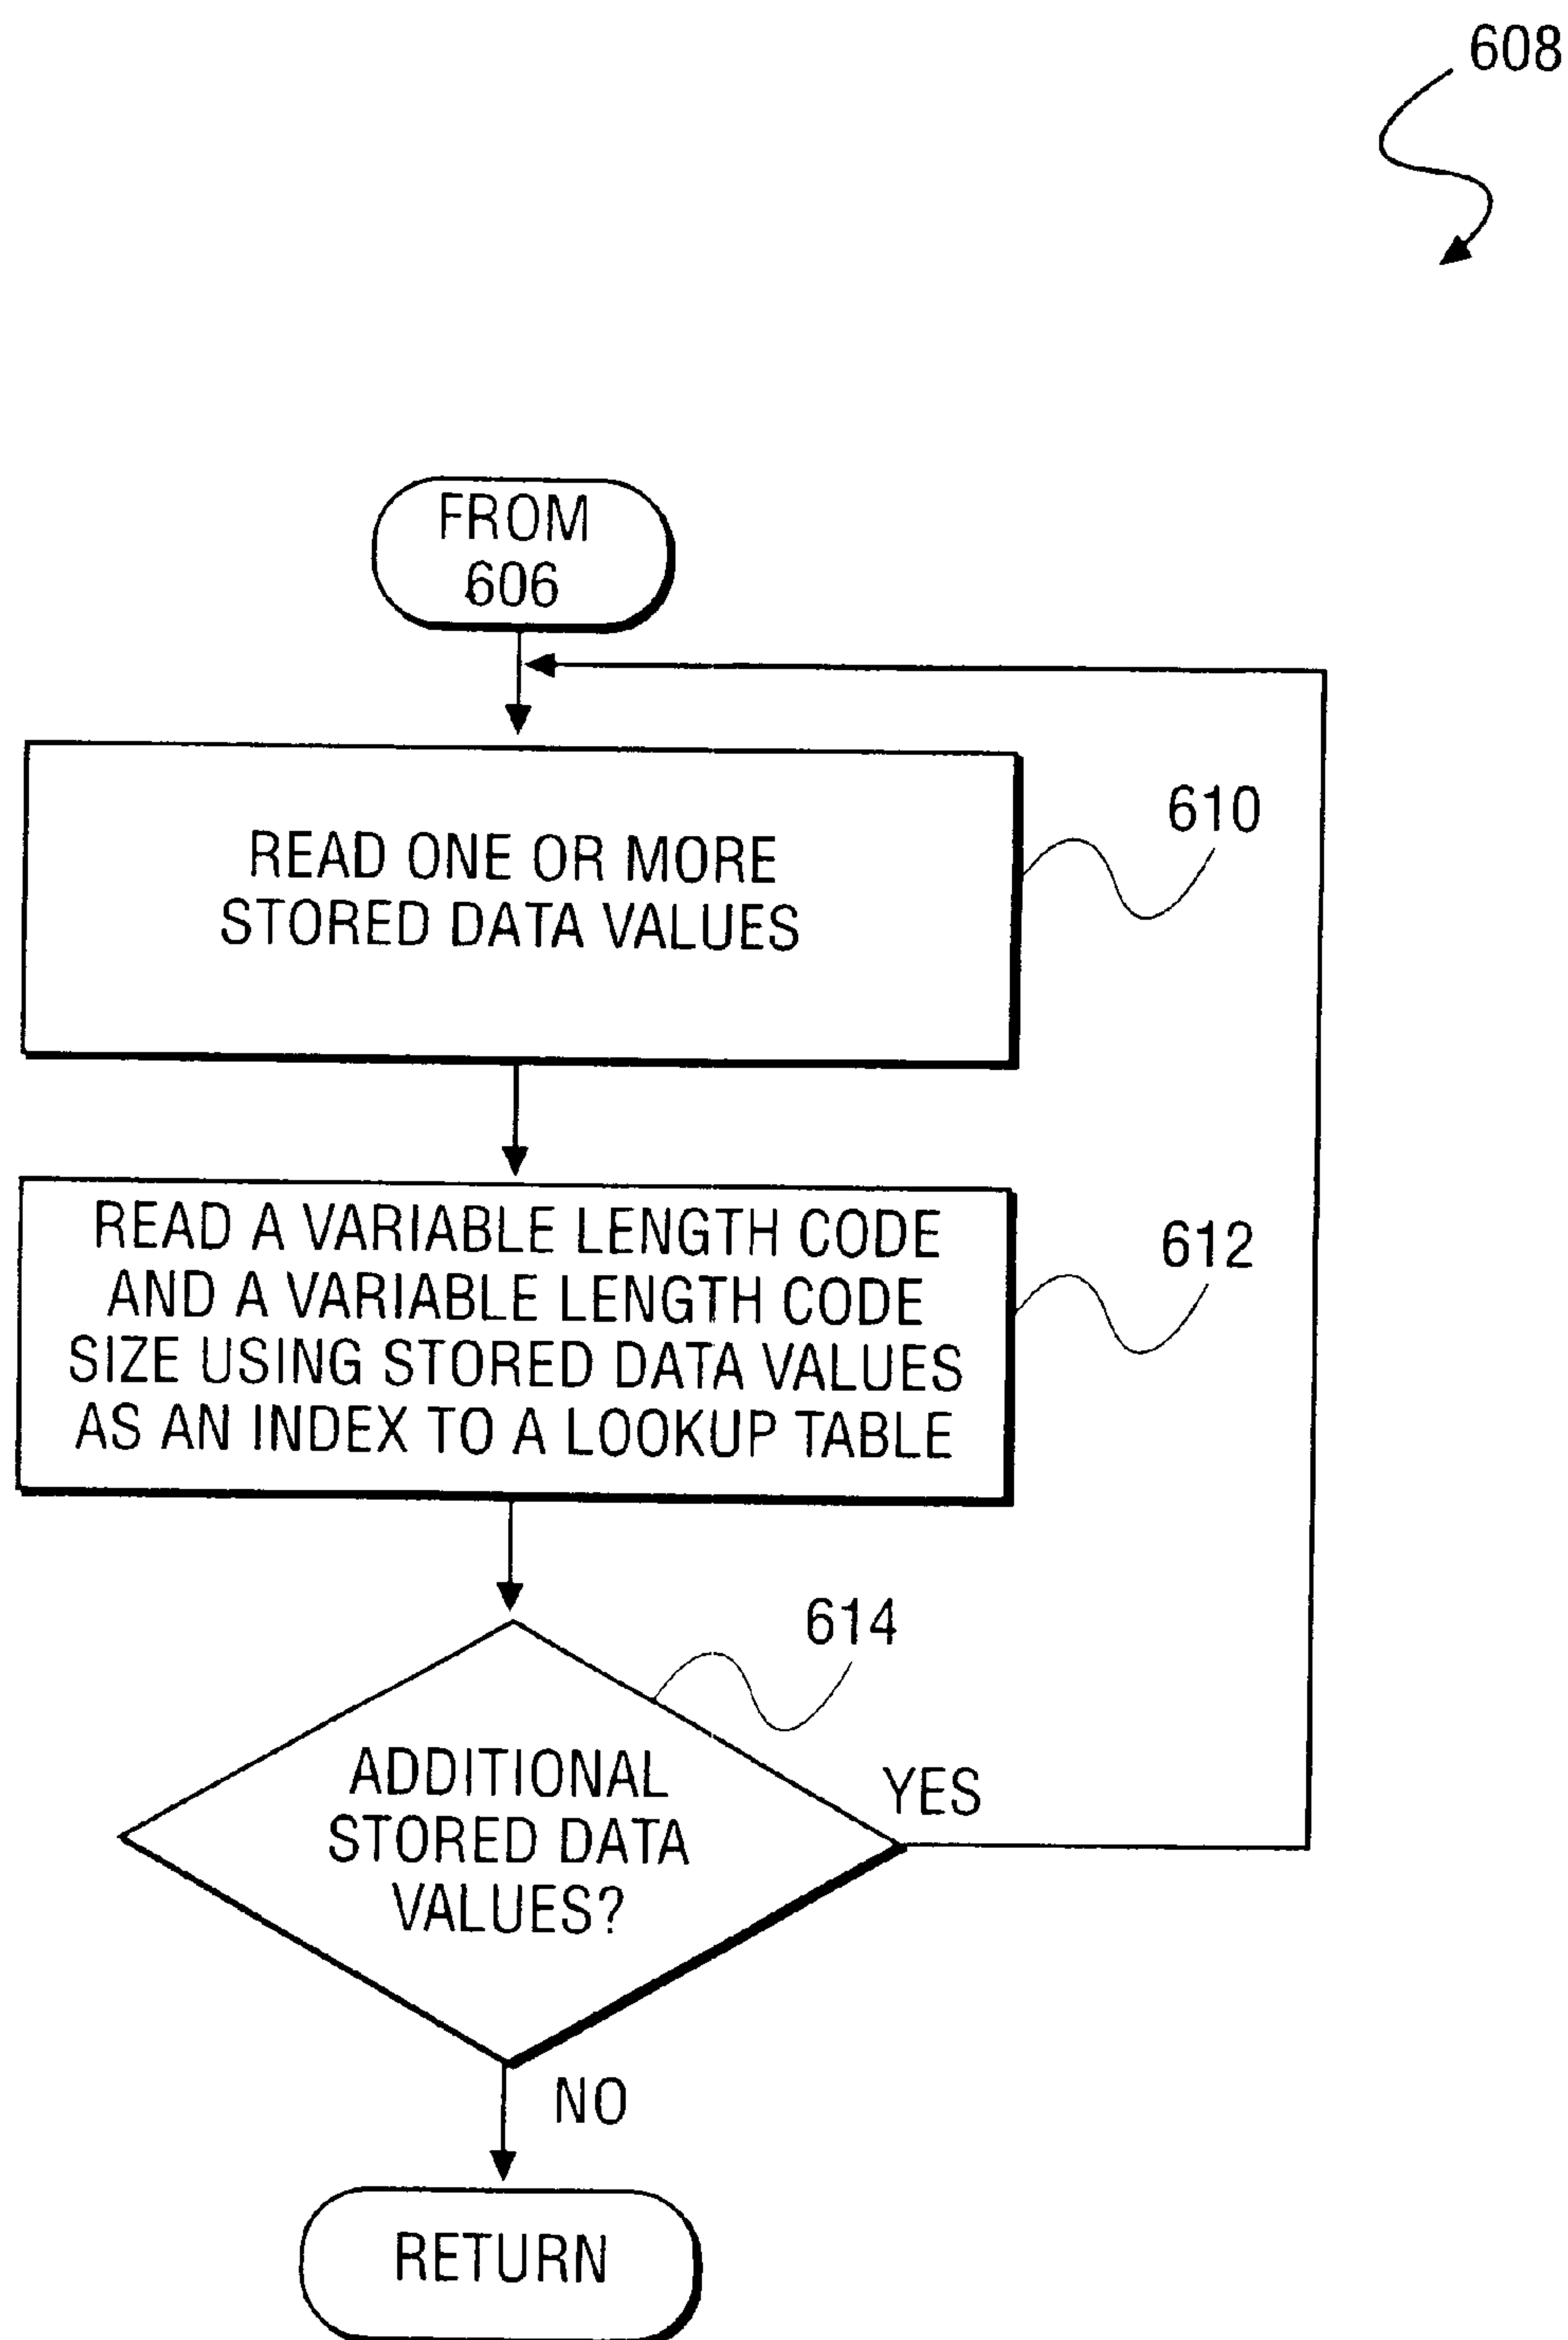 608
FROM
606
READ ONE OR MORE
STORED DATA VALUES
610
READ A VARIABLE LENGTH CODE
AND A VARIABLE LENGTH CODE
SIZE USING STORED DATA VALUES
AS AN INDEX TO A LOOKUP TABLE
612
614
ADDITIONAL
STORED DATA
VALUES?
YES
NO
RETURN